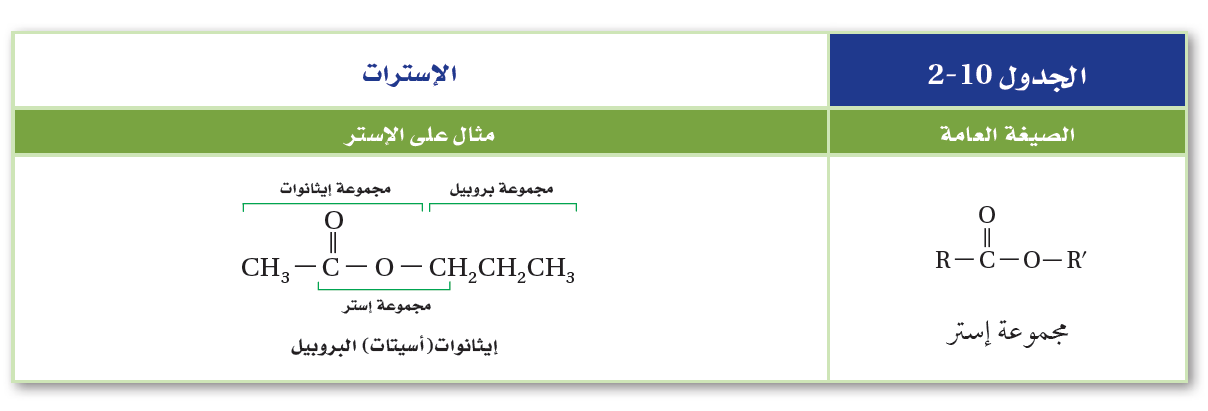 الجدول 10-2
الإسترات
الصيغة العامة
مثال على الإستر
O
||
R—C—O—R′
مجموعة إستر
مجموعة إيثانوات
مجموعة بروبيل
O
||
CH₃—C—O—CH₂CH₂CH₃
مجموعة إستر
إيثانوات(أسيتات) البروبيل